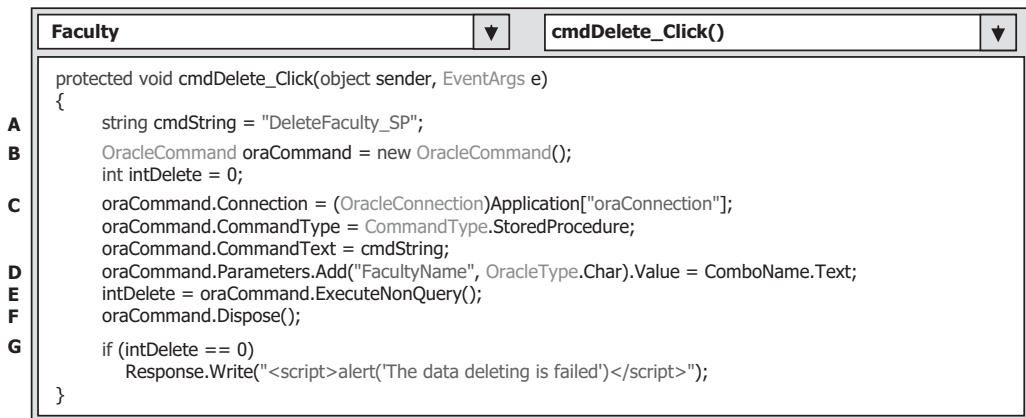 Faculty cmdDelete_Click()
protected void cmdDelete_Click(object sender, EventArgs e)
{
A string cmdString = "DeleteFaculty_SP";
B OracleCommand oraCommand = new OracleCommand();
int intDelete = 0;
C oraCommand.Connection = (OracleConnection)Application["oraConnection"];
oraCommand.CommandType = CommandType.StoredProcedure;
oraCommand.CommandText = cmdString;
D oraCommand.Parameters.Add("FacultyName", OracleType.Char).Value = ComboName.Text;
E intDelete = oraCommand.ExecuteNonQuery();
F oraCommand.Dispose();
G if (intDelete == 0)
Response.Write("<script>alert('The data deleting is failed')</script>");
}